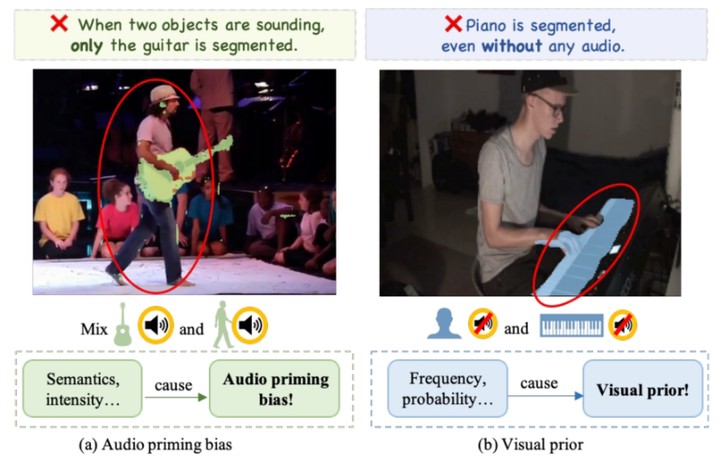 When two objects are sounding,
only the guitar is segmented.
Piano is segmented,
even without any audio.
Mix and
and
Semantics,
intensity…
cause
Audio priming
bias!
Frequency,
probability…
cause
Visual prior!
(a) Audio priming bias
(b) Visual prior